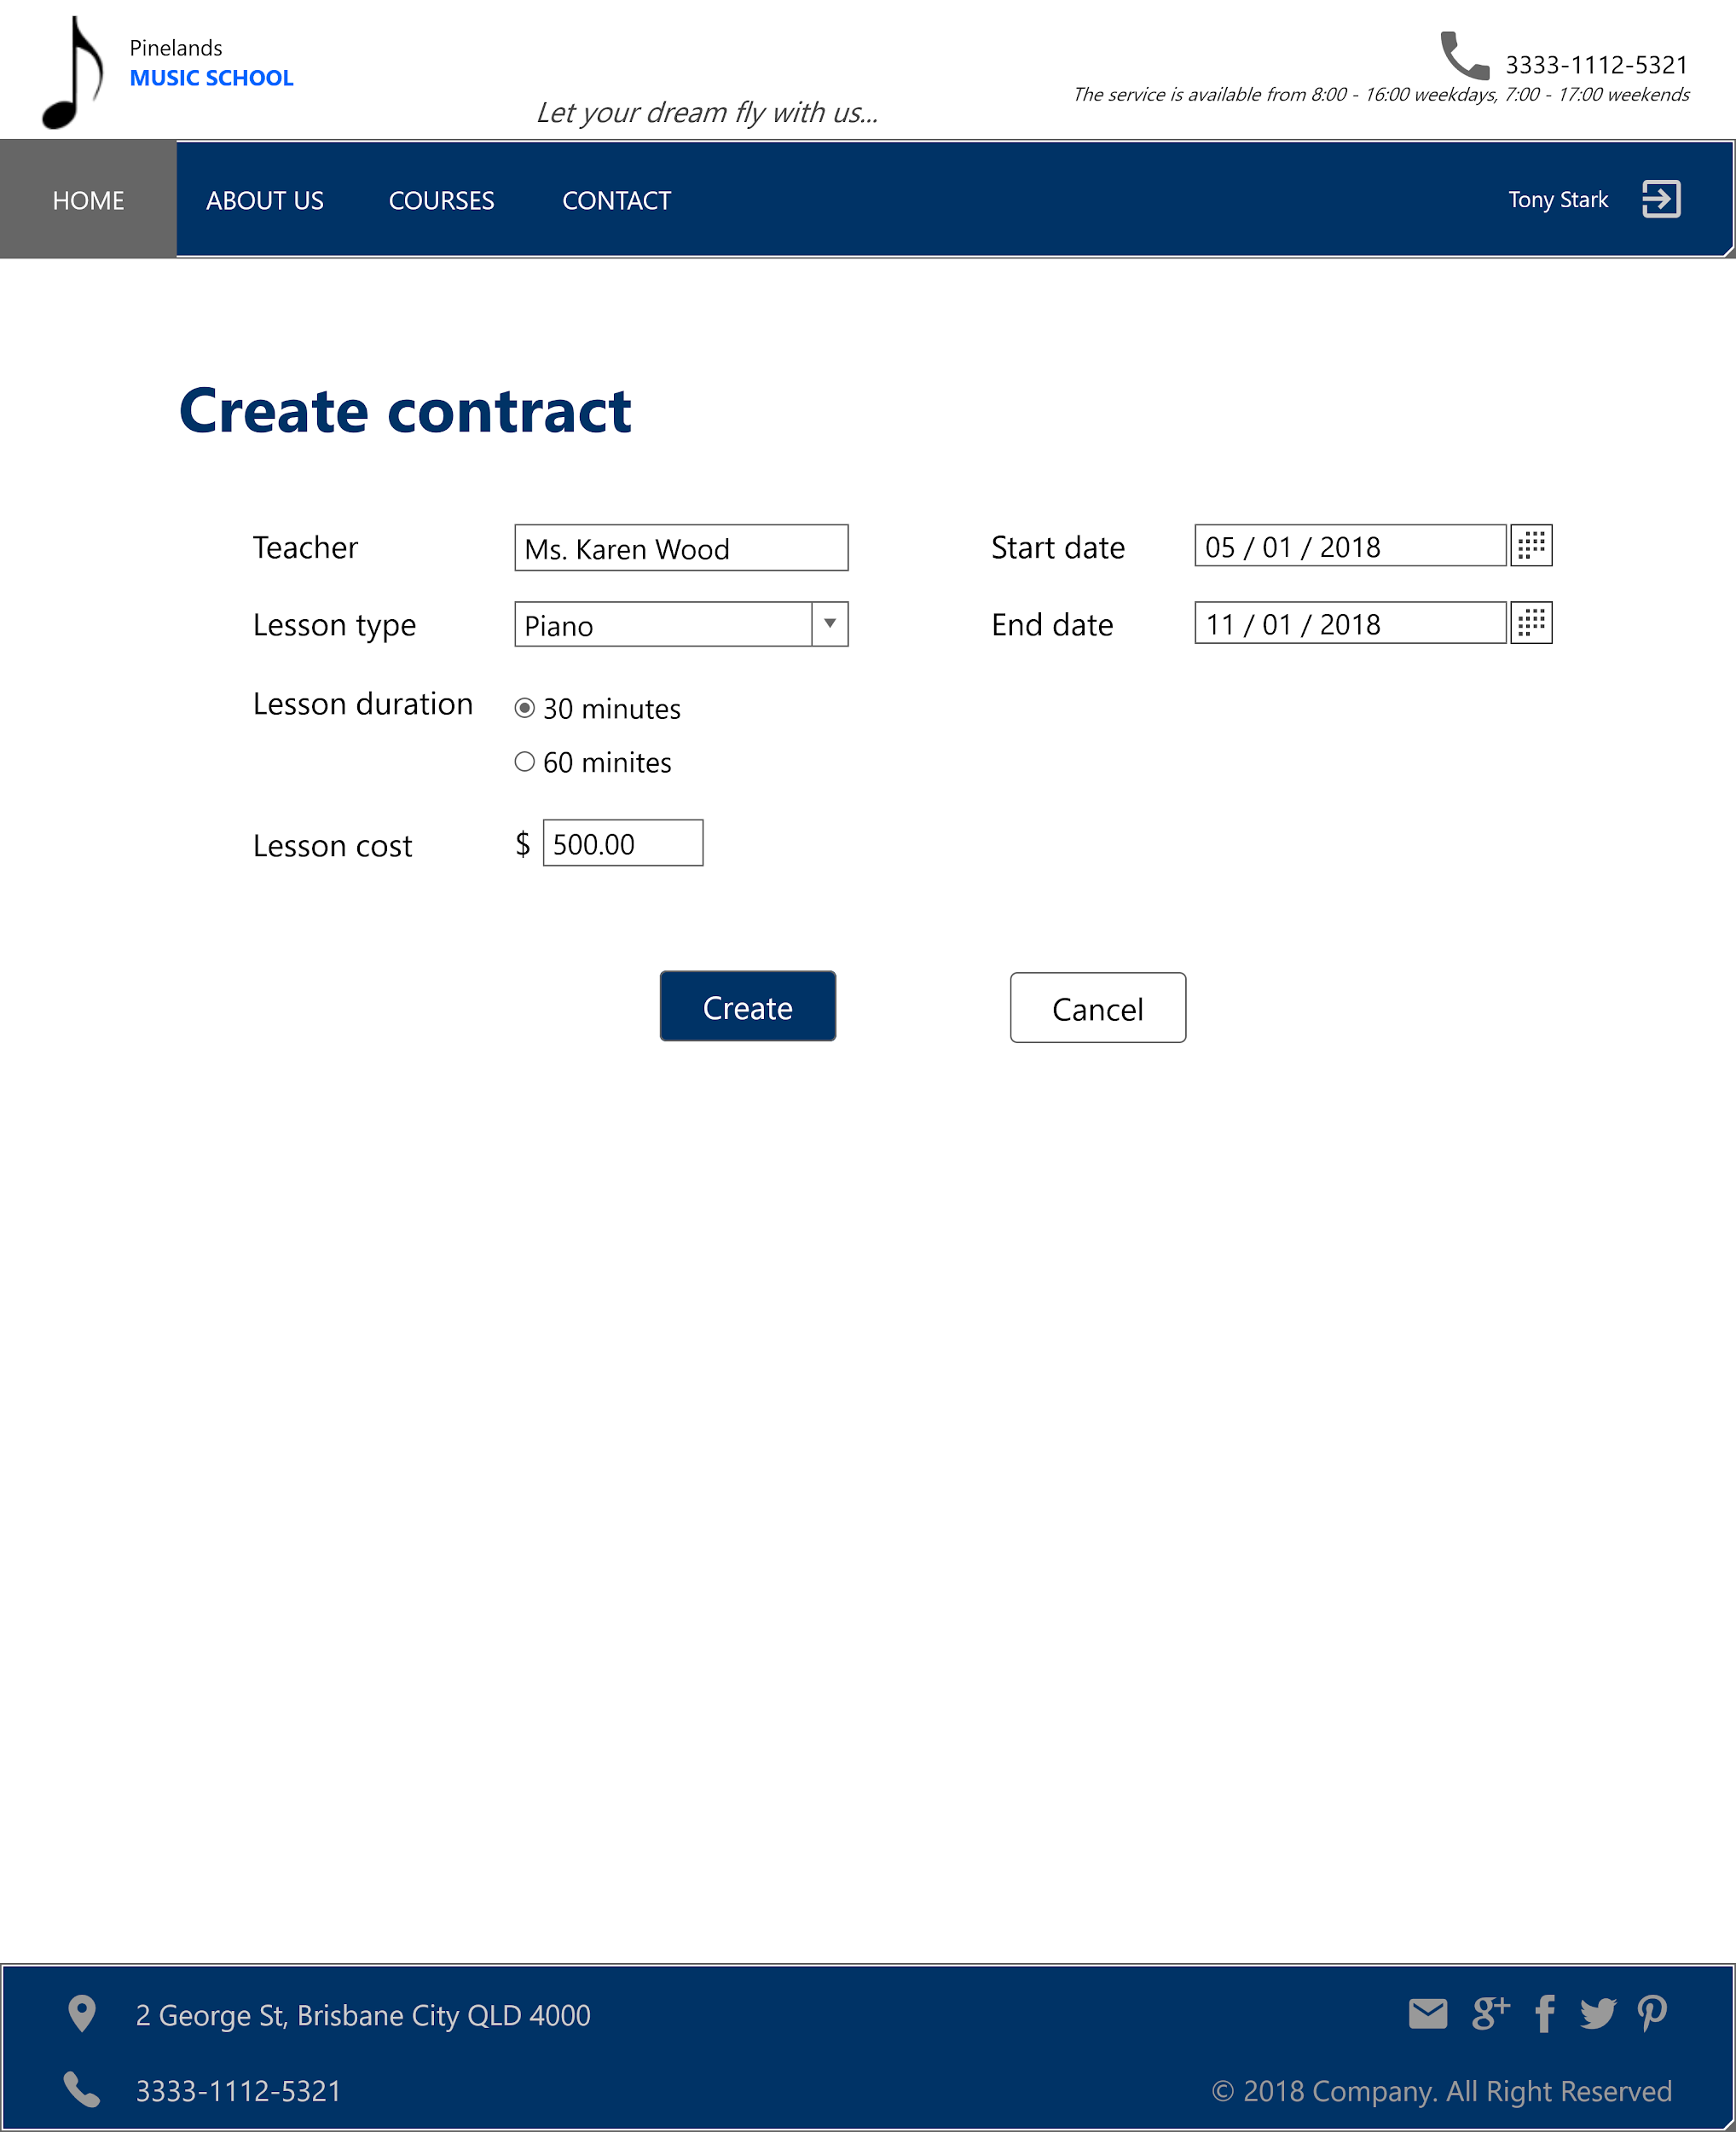 Pinelands
MUSIC SCHOOL
Let your dream fly with us...
3333-1112-5321
The service is available from 8:00 - 16:00 weekdays, 7:00 - 17:00 weekends
HOME ABOUT US COURSES CONTACT Tony Stark
Create contract
Teacher Ms. Karen Wood Start date 05 / 01 / 2018
Lesson type Piano End date 11 / 01 / 2018
Lesson duration 30 minutes
60 minites
Lesson cost $ 500.00
Create Cancel
2 George St, Brisbane City QLD 4000
3333-1112-5321 © 2018 Company. All Right Reserved